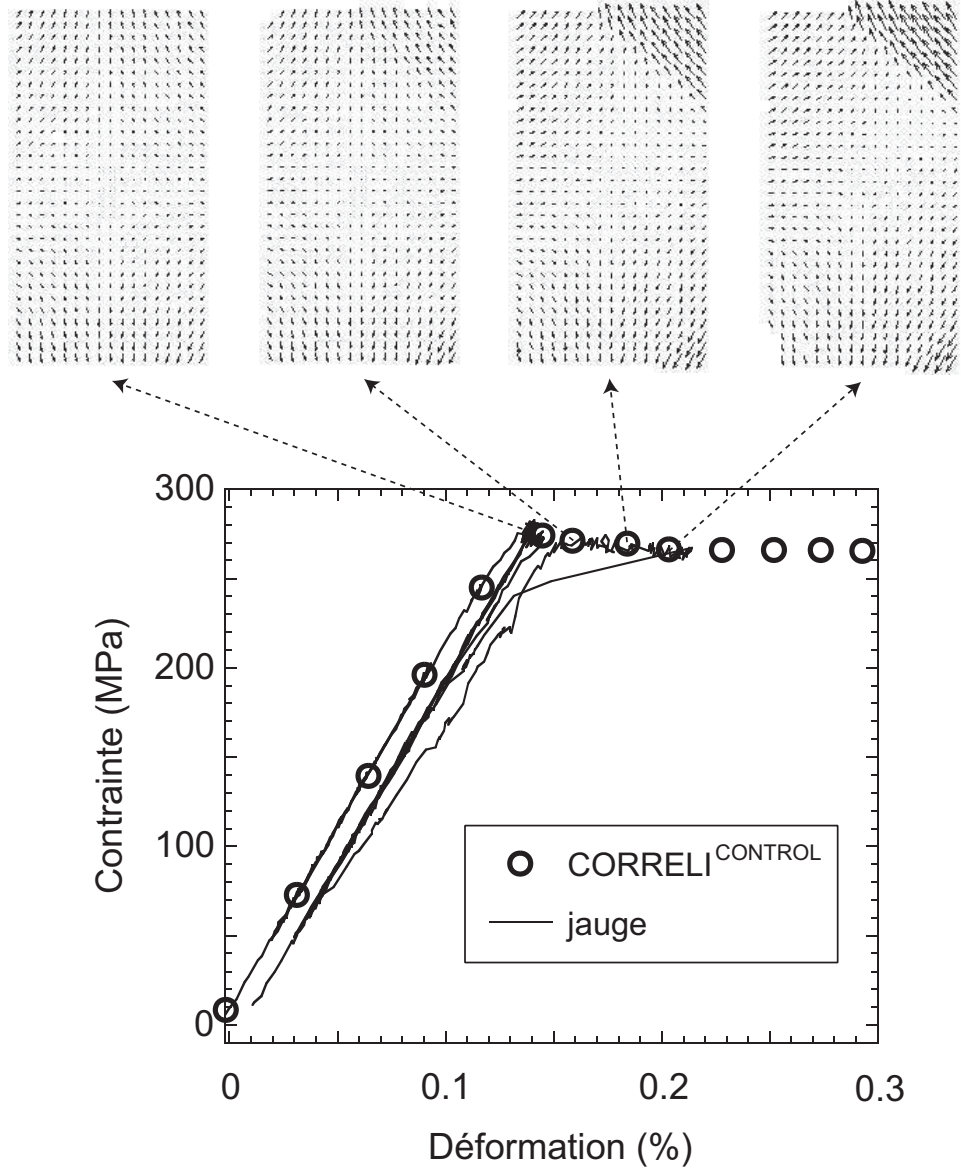 300
200
100
0
Contrainte (MPa)
CORRELI^CONTROL
jauge
0 0.1 0.2 0.3
Déformation (%)